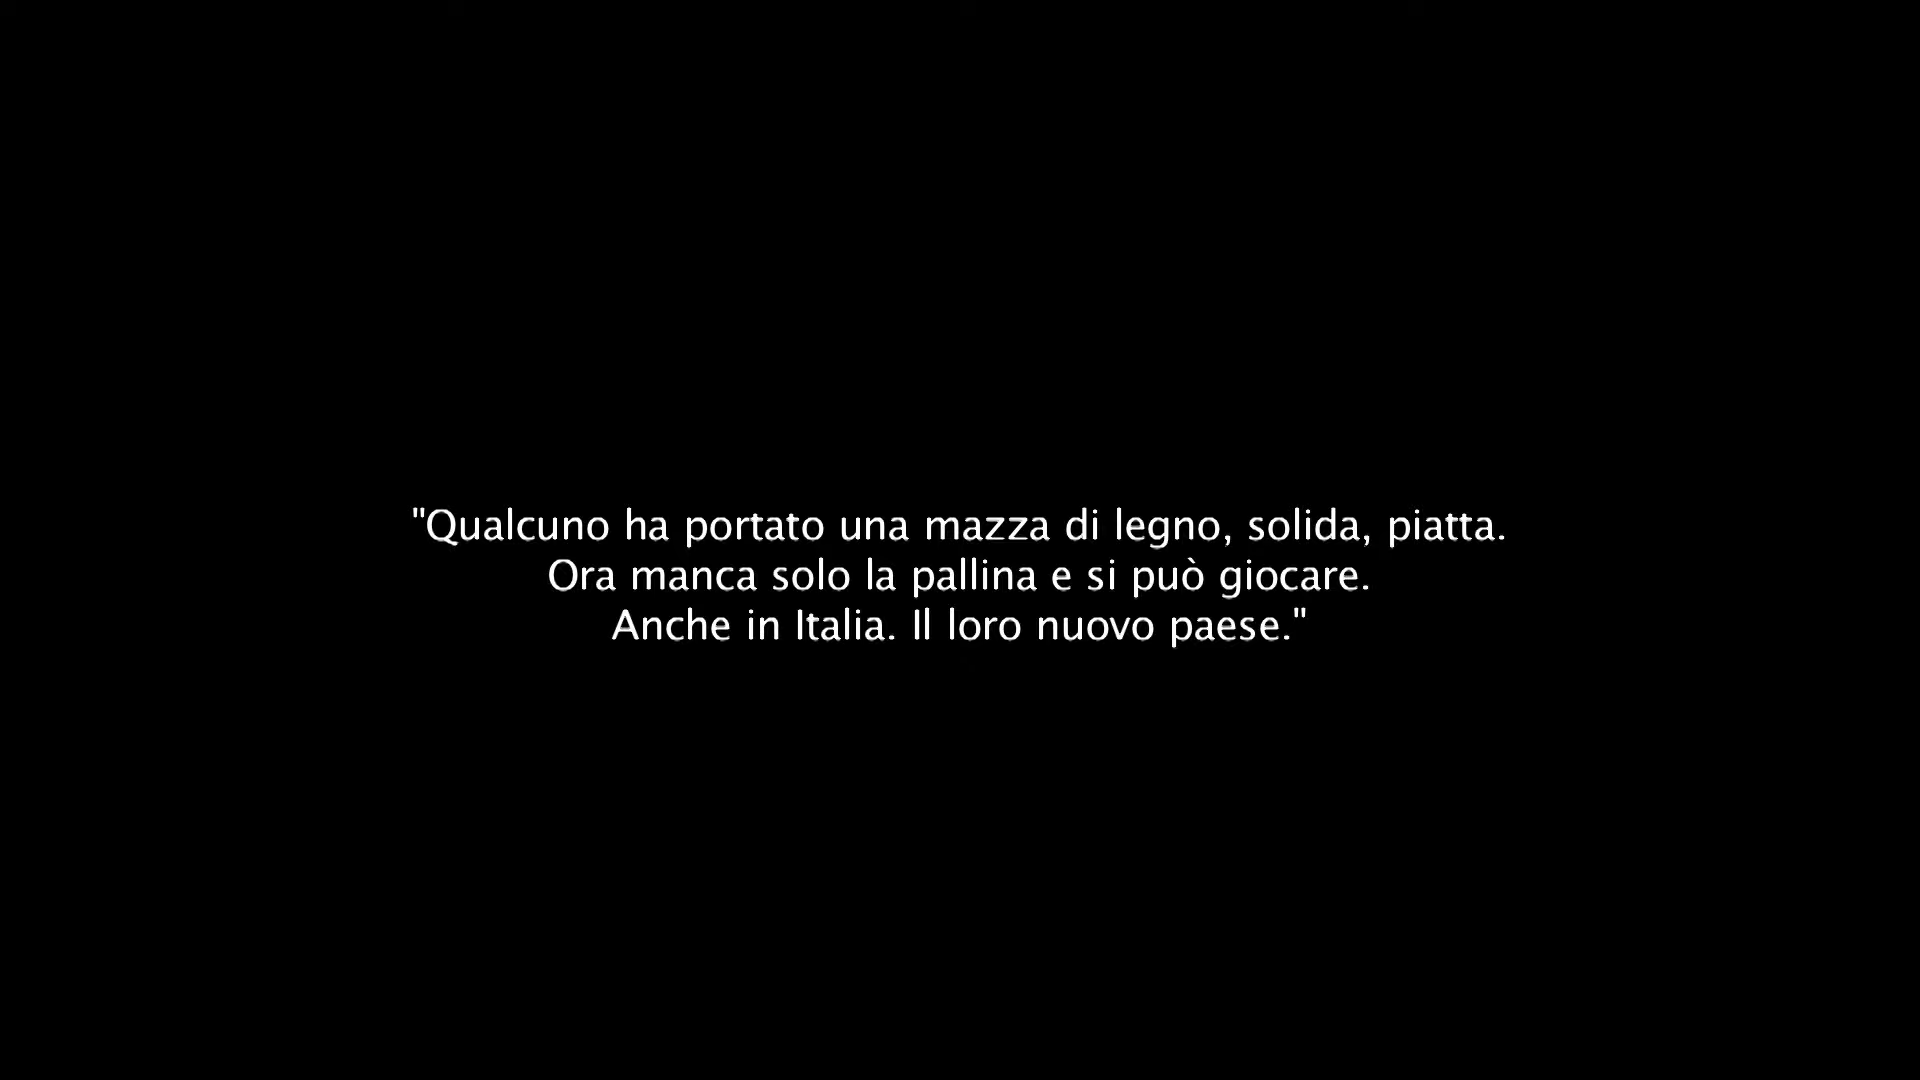 "Qualcuno ha portato una mazza di legno, solida, piatta.
Ora manca solo la pallina e si può giocare.
Anche in Italia. Il loro nuovo paese."